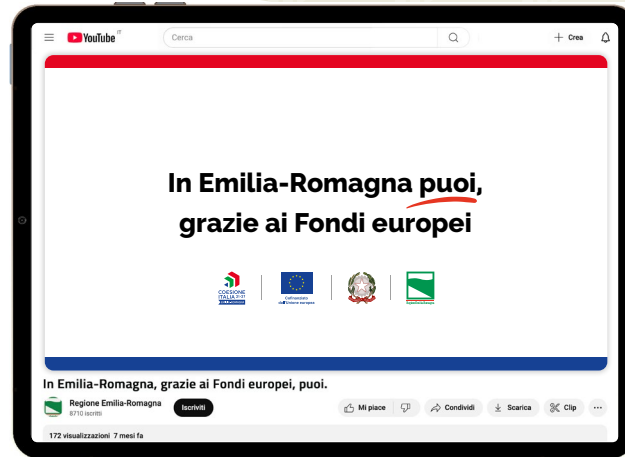 YouTube IT
Cerca
Crea
In Emilia-Romagna puoi,
grazie ai Fondi europei
COESIONE
ITALIA 21-27
Cofinanziato
dall'Unione europea
In Emilia-Romagna, grazie ai Fondi europei, puoi.
Regione Emilia-Romagna
8710 iscritti
Iscriviti
Mi piace
Condividi
Scarica
Clip
172 visualizzazioni 7 mesi fa